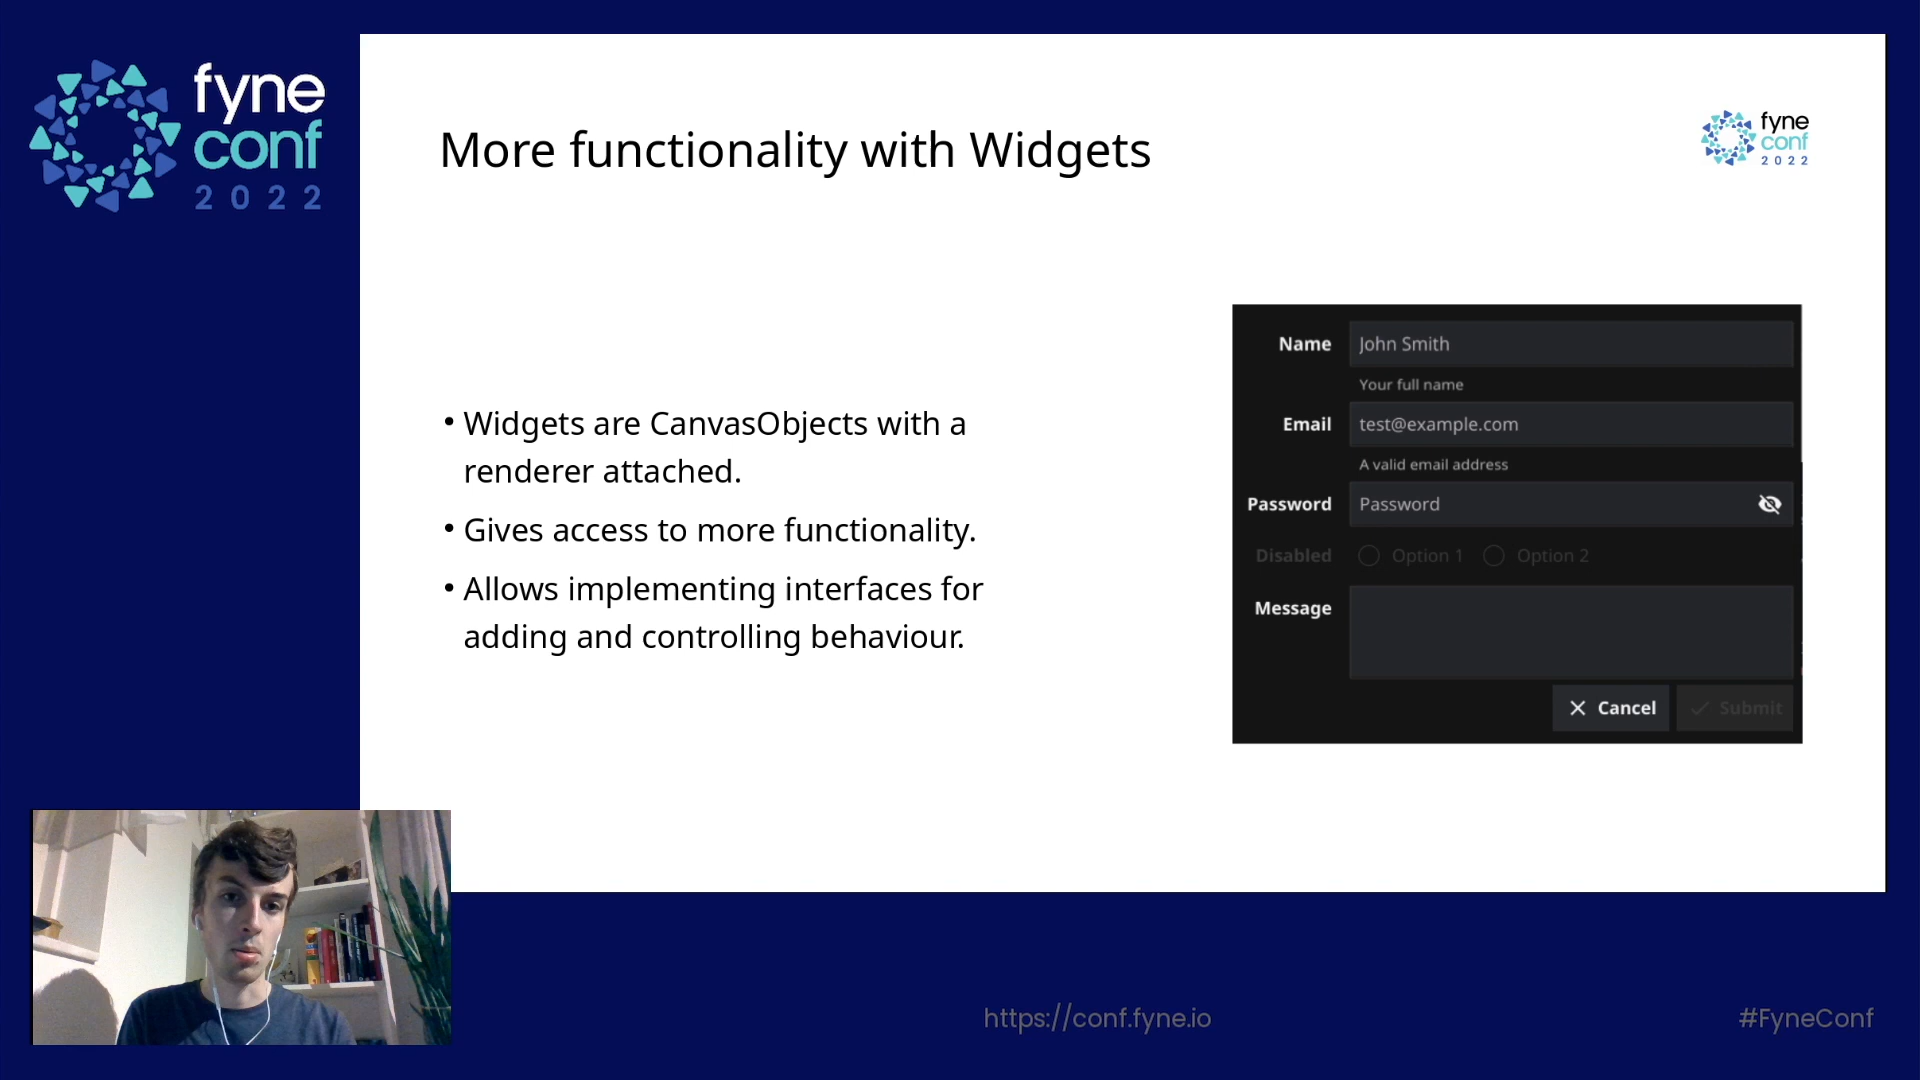 fyne
conf
2022
More functionality with Widgets
fyne
conf
2022
• Widgets are CanvasObjects with a
renderer attached.
• Gives access to more functionality.
• Allows implementing interfaces for
adding and controlling behaviour.
Name
John Smith
Your full name
Email
test@example.com
A valid email address
Password
Password
Disabled
Option 1
Option 2
Message
Cancel
Submit
https://conf.fyne.io
#FyneConf